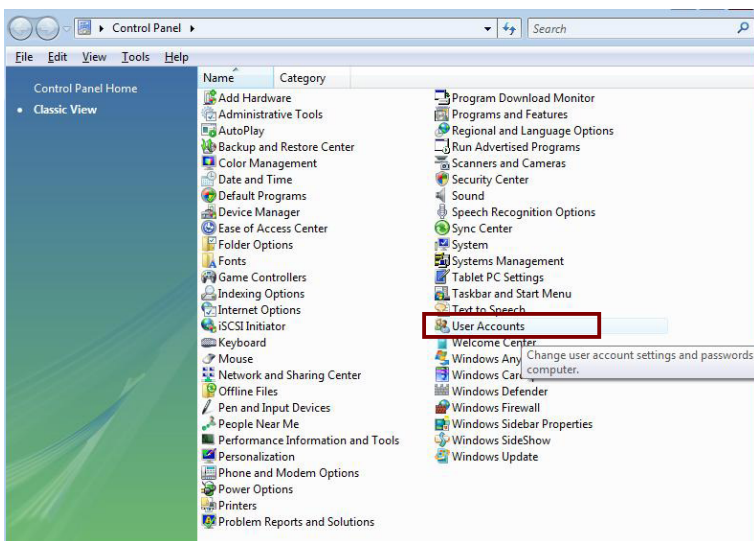 Control Panel
Search
File Edit View Tools Help
Control Panel Home
Classic View
Name Category
Add Hardware
Administrative Tools
AutoPlay
Backup and Restore Center
Color Management
Date and Time
Default Programs
Device Manager
Ease of Access Center
Folder Options
Fonts
Game Controllers
Indexing Options
Internet Options
iSCSI Initiator
Keyboard
Mouse
Network and Sharing Center
Offline Files
Pen and Input Devices
People Near Me
Performance Information and Tools
Personalization
Phone and Modem Options
Power Options
Printers
Problem Reports and Solutions
Program Download Monitor
Programs and Features
Regional and Language Options
Run Advertised Programs
Scanners and Cameras
Security Center
Sound
Speech Recognition Options
Sync Center
System
Systems Management
Tablet PC Settings
Taskbar and Start Menu
Text to Speech
User Accounts
Welcome Center
Windows Any
Change user account settings and passwords
computer.
Windows Car
Windows Defender
Windows Firewall
Windows Sidebar Properties
Windows SideShow
Windows Update